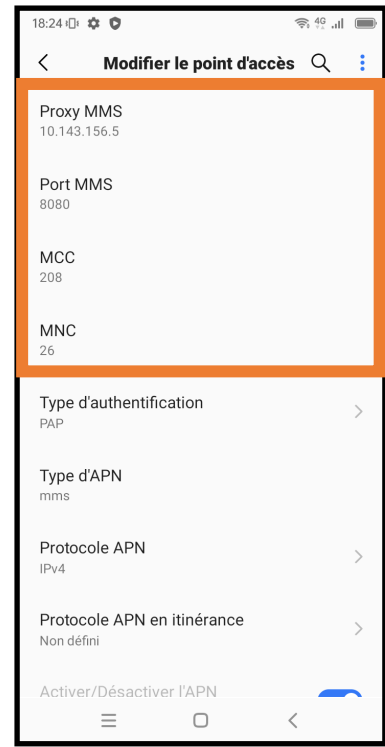 18:24
4G
Modifier le point d'accès
Proxy MMS
10.143.156.5
Port MMS
8080
MCC
208
MNC
26
Type d'authentification
PAP
Type d'APN
mms
Protocole APN
IPv4
Protocole APN en itinérance
Non défini
Activer/Désactiver l'APN